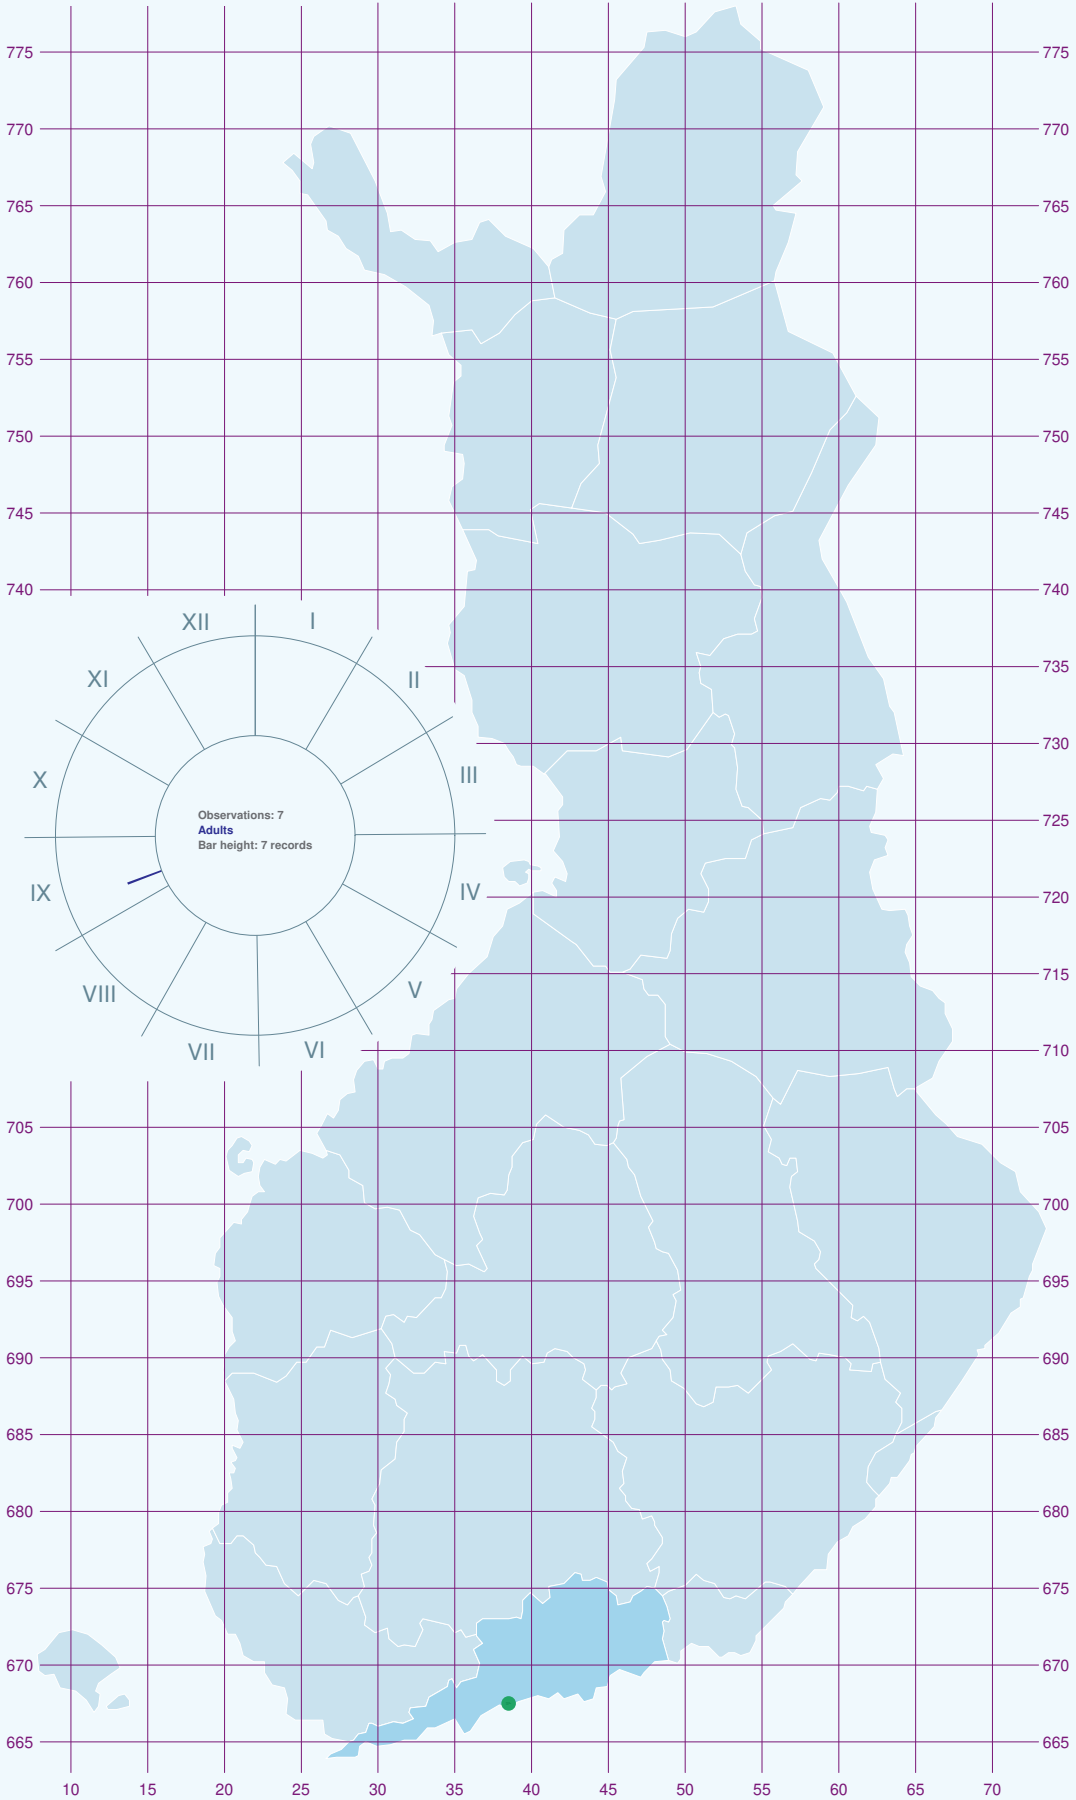 775 775
770 770
765 765
760 760
755 755
750 750
745 745
740 740
XII I
XI II
735
X III
730
Observations: 7
Adults
Bar height: 7 records
725
IX IV
720
VIII V
715
VII VI
710
705 705
700 700
695 695
690 690
685 685
680 680
675 675
670 670
665 665
10 15 20 25 30 35 40 45 50 55 60 65 70